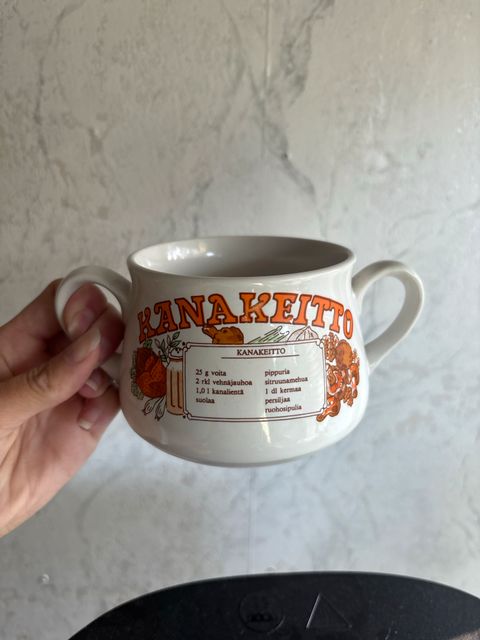 KANAKEITTO
KANAKEITTO
25 g voita
2 rkl vehnäjauhoa
1,0 l kanalientä
suolaa
pippuria
sitruunamehua
1 dl kermaa
persiljaa
ruohosipulia